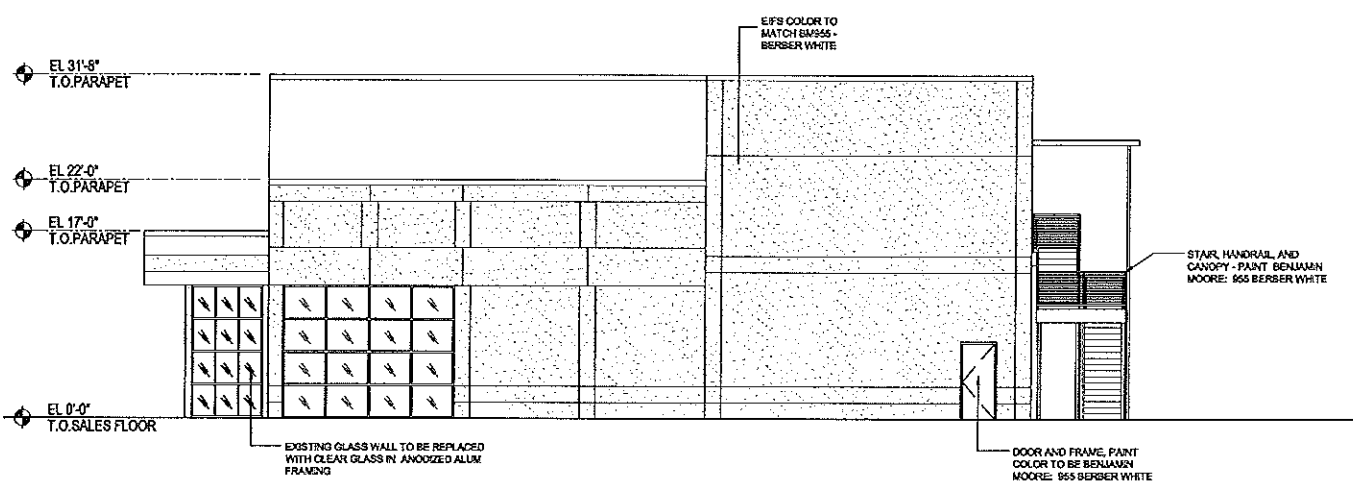 EIFS COLOR TO
MATCH BM955 -
BERBER WHITE
EL 31'-8"
T.O.PARAPET
EL 22'-0"
T.O.PARAPET
EL 17'-0"
T.O.PARAPET
STAIR, HANDRAIL, AND
CANOPY - PAINT BENJAMIN
MOORE: 955 BERBER WHITE
EL 0'-0"
T.O.SALES FLOOR
EXISTING GLASS WALL TO BE REPLACED
WITH CLEAR GLASS IN ANODIZED ALUM
FRAMING
DOOR AND FRAME, PAINT
COLOR TO BE BENJAMIN
MOORE: 955 BERBER WHITE